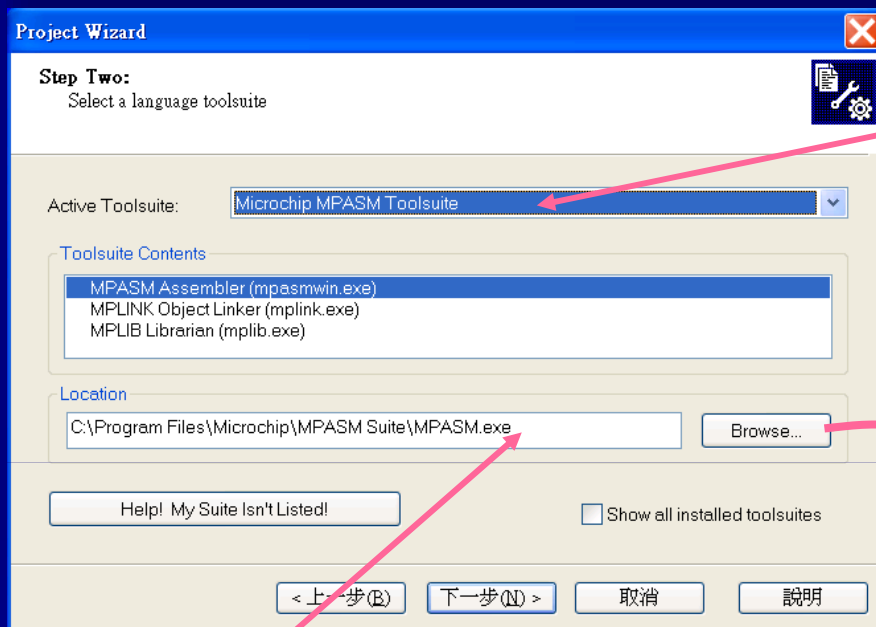 Project Wizard
Step Two:
Select a language toolsuite
Active Toolsuite:
Microchip MPASM Toolsuite
Toolsuite Contents
MPASM Assembler (mpasmwin.exe)
MPLINK Object Linker (mplink.exe)
MPLIB Librarian (mplib.exe)
Location
C:\Program Files\Microchip\MPASM Suite\MPASM.exe
Browse...
Help! My Suite Isn't Listed!
Show all installed toolsuites
< 上一步(B)
下一步(N) >
取消
說明